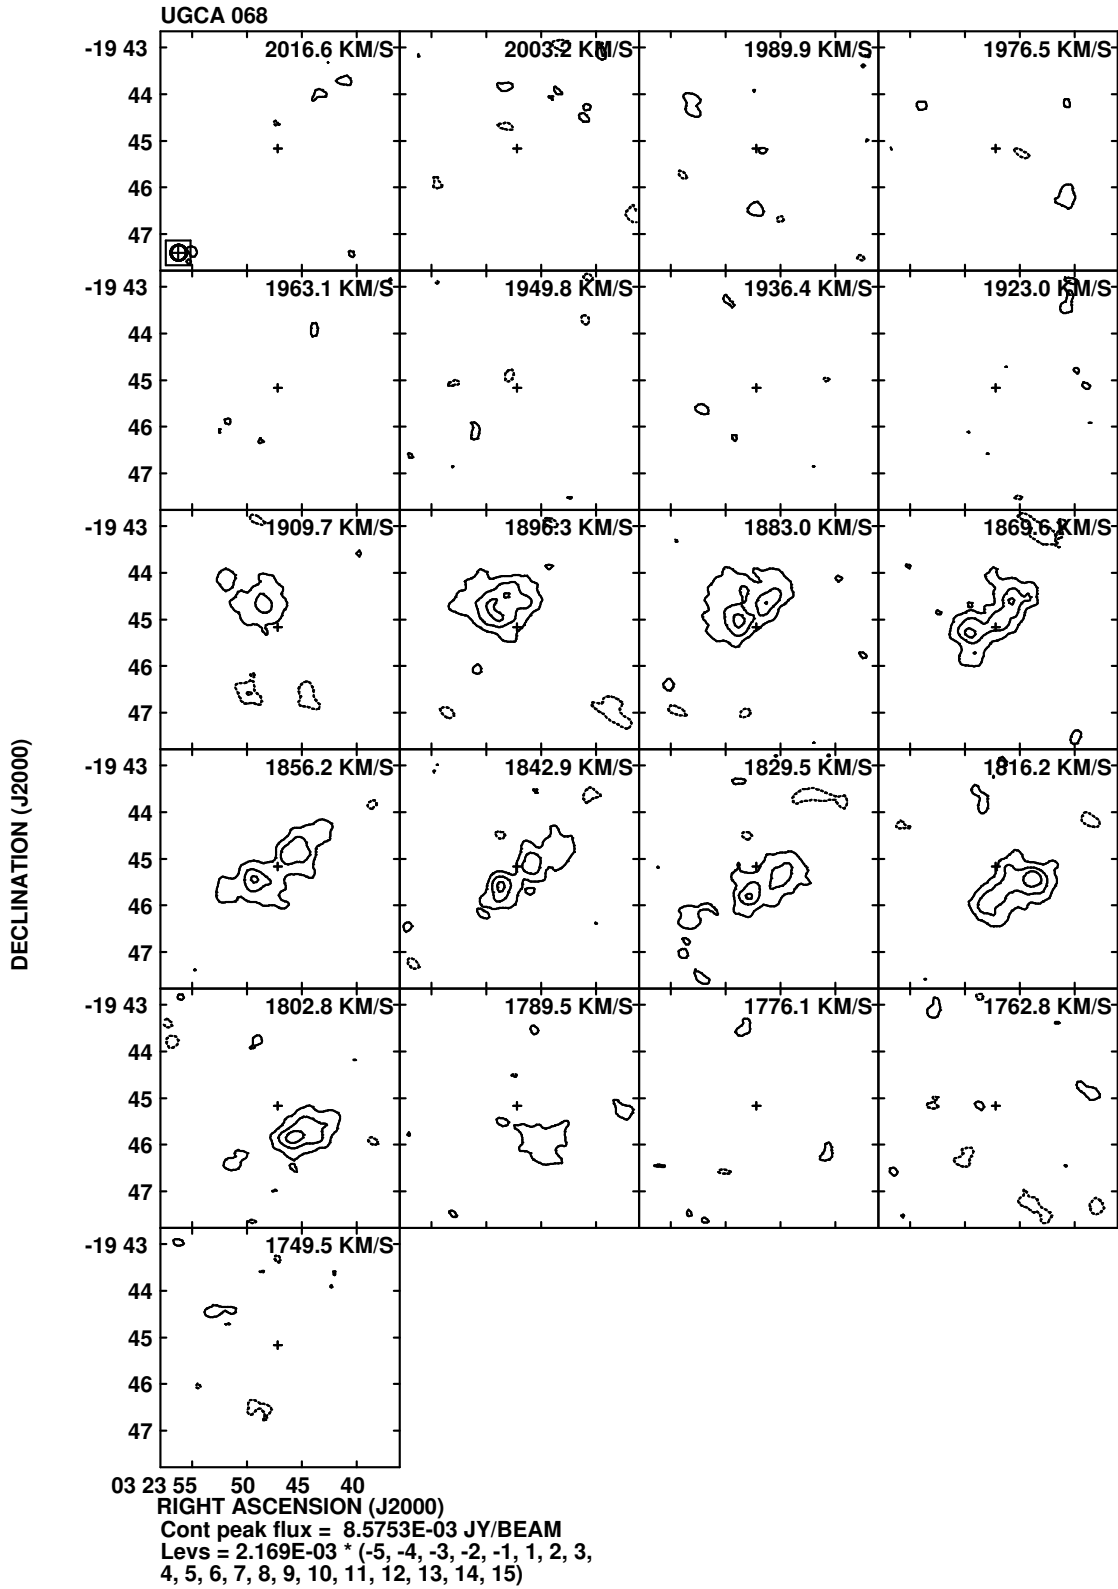 UGCA 068
-19 43
2016.6 KM/S
2003.2 KM/S
1989.9 KM/S
1976.5 KM/S
44
45
46
47
-19 43
1963.1 KM/S
1949.8 KM/S
1936.4 KM/S
1923.0 KM/S
44
45
46
47
-19 43
1909.7 KM/S
1896.3 KM/S
1883.0 KM/S
1869.6 KM/S
44
45
46
47
DECLINATION (J2000)
-19 43
1856.2 KM/S
1842.9 KM/S
1829.5 KM/S
1816.2 KM/S
44
45
46
47
-19 43
1802.8 KM/S
1789.5 KM/S
1776.1 KM/S
1762.8 KM/S
44
45
46
47
-19 43
1749.5 KM/S
44
45
46
47
03 23 55 50 45 40
RIGHT ASCENSION (J2000)
Cont peak flux = 8.5753E-03 JY/BEAM
Levs = 2.169E-03 * (-5, -4, -3, -2, -1, 1, 2, 3,
4, 5, 6, 7, 8, 9, 10, 11, 12, 13, 14, 15)